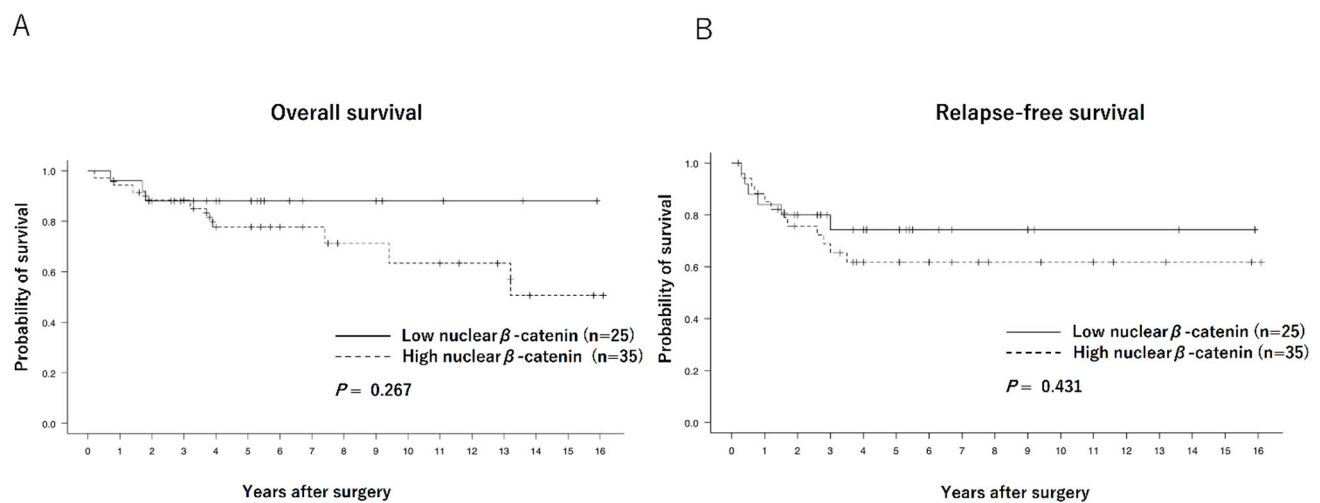 A
B
Overall survival
Relapse-free survival
Probability of survival
1.0
0.8
0.6
0.4
0.2
0.0
Low nuclear β-catenin (n=25)
High nuclear β-catenin (n=35)
P = 0.267
0 1 2 3 4 5 6 7 8 9 10 11 12 13 14 15 16
Years after surgery
Probability of survival
1.0
0.8
0.6
0.4
0.2
0.0
Low nuclear β-catenin (n=25)
High nuclear β-catenin (n=35)
P = 0.431
0 1 2 3 4 5 6 7 8 9 10 11 12 13 14 15 16
Years after surgery